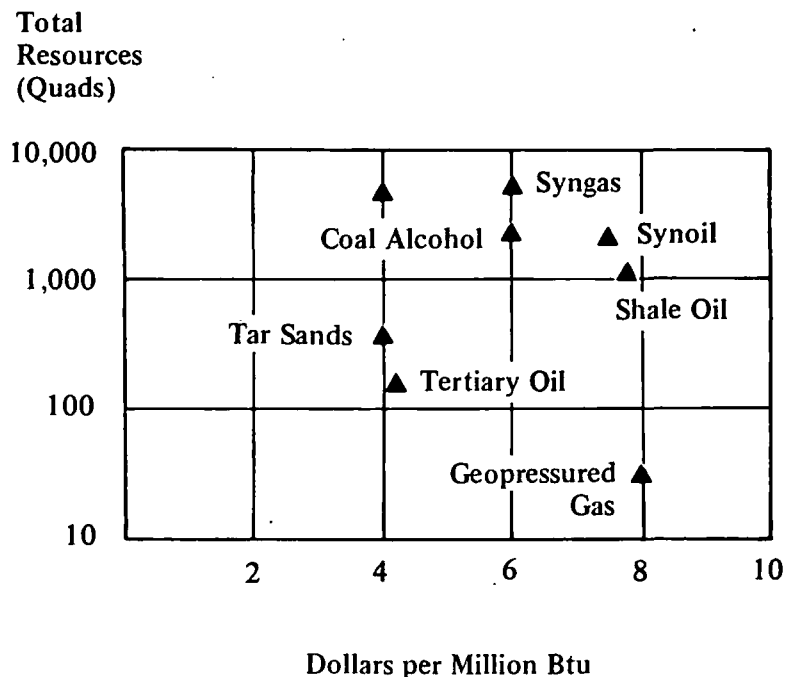 Total
Resources
(Quads)
10,000
Syngas
Coal Alcohol
Synoil
1,000
Shale Oil
Tar Sands
Tertiary Oil
100
Geopressured
Gas
10
2 4 6 8 10
Dollars per Million Btu